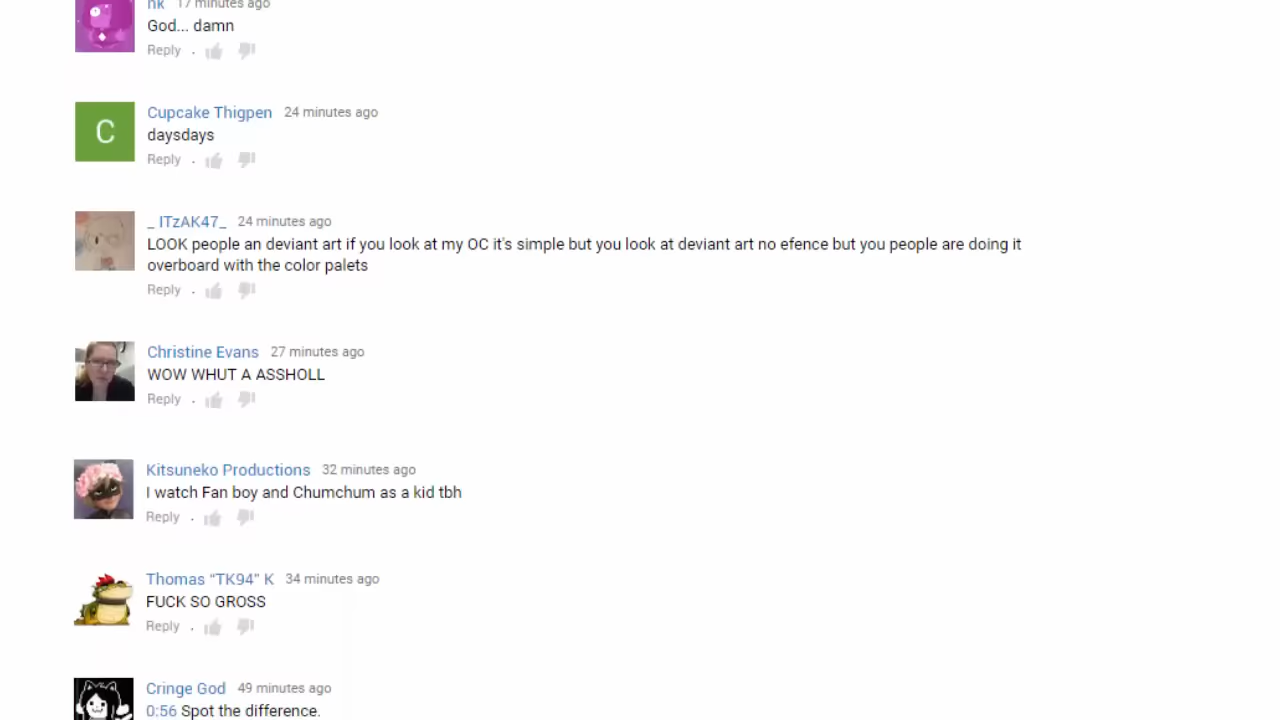 nk 17 minutes ago
God... damn
Reply .
Cupcake Thigpen 24 minutes ago
C
daysdays
Reply .
_ ITzAK47_ 24 minutes ago
LOOK people an deviant art if you look at my OC it's simple but you look at deviant art no efence but you people are doing it
overboard with the color palets
Reply .
Christine Evans 27 minutes ago
WOW WHUT A ASSHOLL
Reply .
Kitsuneko Productions 32 minutes ago
I watch Fan boy and Chumchum as a kid tbh
Reply .
Thomas "TK94" K 34 minutes ago
FUCK SO GROSS
Reply .
Cringe God 49 minutes ago
0:56 Spot the difference.